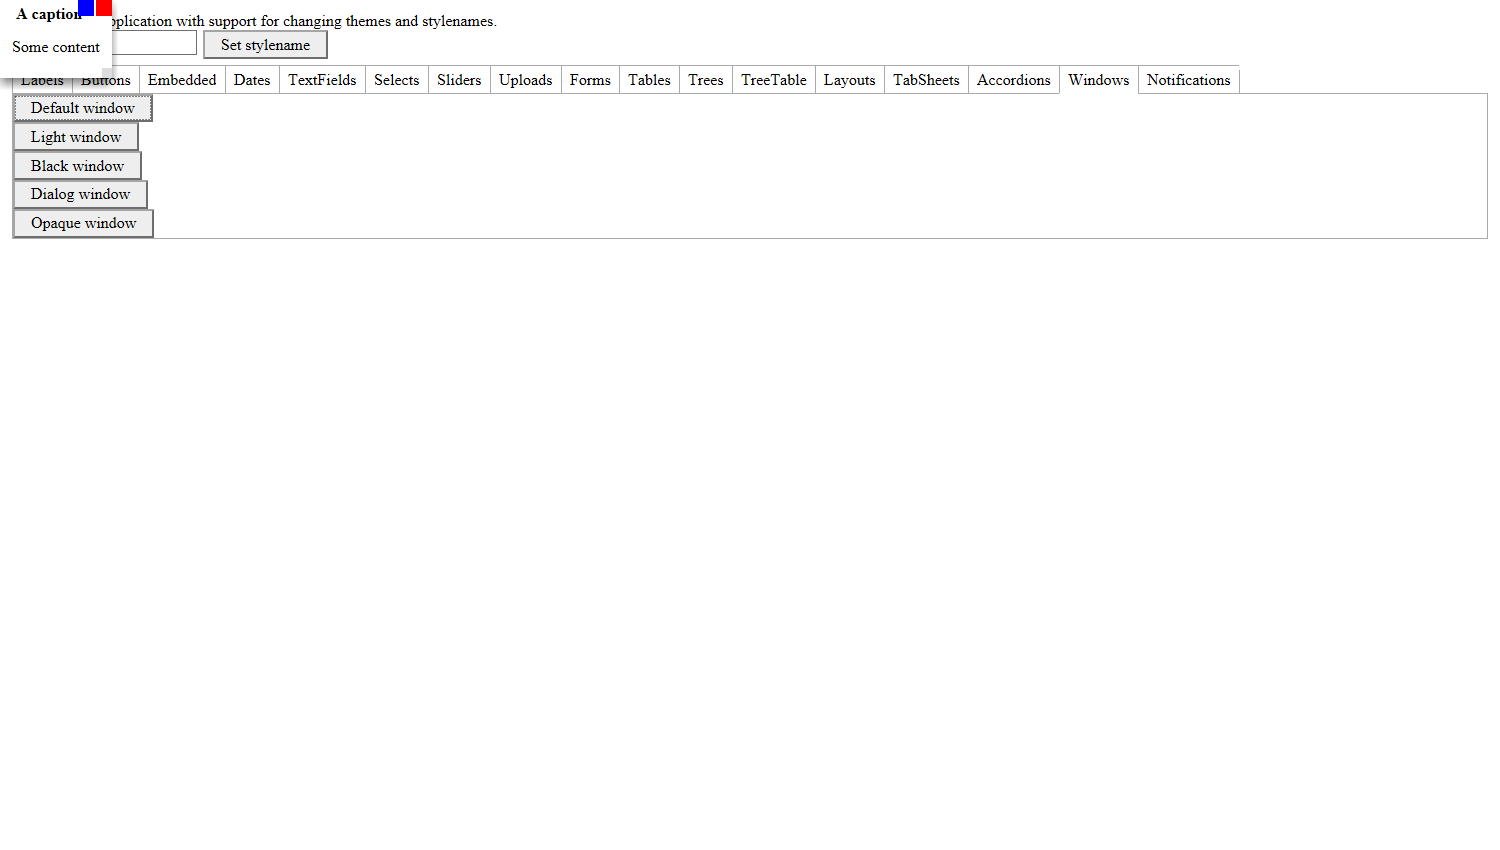 A caption
plication with support for changing themes and stylenames.
Some content
Set stylename
Labels Buttons Embedded Dates TextFields Selects Sliders Uploads Forms Tables Trees TreeTable Layouts TabSheets Accordions Windows Notifications
Default window
Light window
Black window
Dialog window
Opaque window